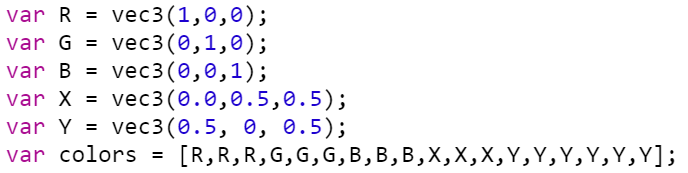 var R = vec3(1,0,0);
var G = vec3(0,1,0);
var B = vec3(0,0,1);
var X = vec3(0.0,0.5,0.5);
var Y = vec3(0.5, 0, 0.5);
var colors = [R,R,R,G,G,G,B,B,B,X,X,X,Y,Y,Y,Y,Y,Y];